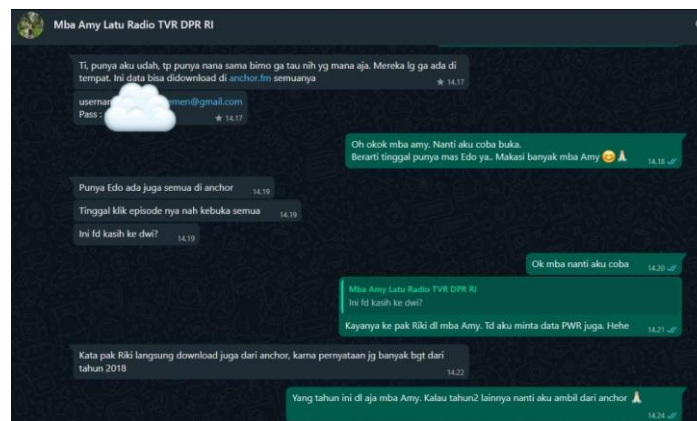 Mba Amy Latu Radio TVR DPR RI
Ti, punya aku udah, tp punya nana sama bimo ga tau nih yg mana aja. Mereka lg ga ada di
tempat. Ini data bisa didownload di anchor.fm semuanya
14.17
emen@gmail.com
Pass :
14.17
Oh okok mba amy. Nanti aku coba buka.
Berarti tinggal punya mas Edo ya.. Makasi banyak mba Amy 😊🙏
14.18
Punya Edo ada juga semua di anchor
14.19
Tinggal klik episode nya nah kebuka semua
14.19
Ini fd kasih ke dwi?
14.19
Ok mba nanti aku coba
14.20
Mba Amy Latu Radio TVR DPR RI
Ini fd kasih ke dwi?
Kayanya ke pak Riki dl mba Amy. Td aku minta data PWR juga. Hehe
14.21
Kata pak Riki langsung download juga dari anchor, karna pernyataan jg banyak bgt dari
tahun 2018
14.22
Yang tahun ini dl aja mba Amy. Kalau tahun2 lainnya nanti aku ambil dari anchor 🙏
14.24